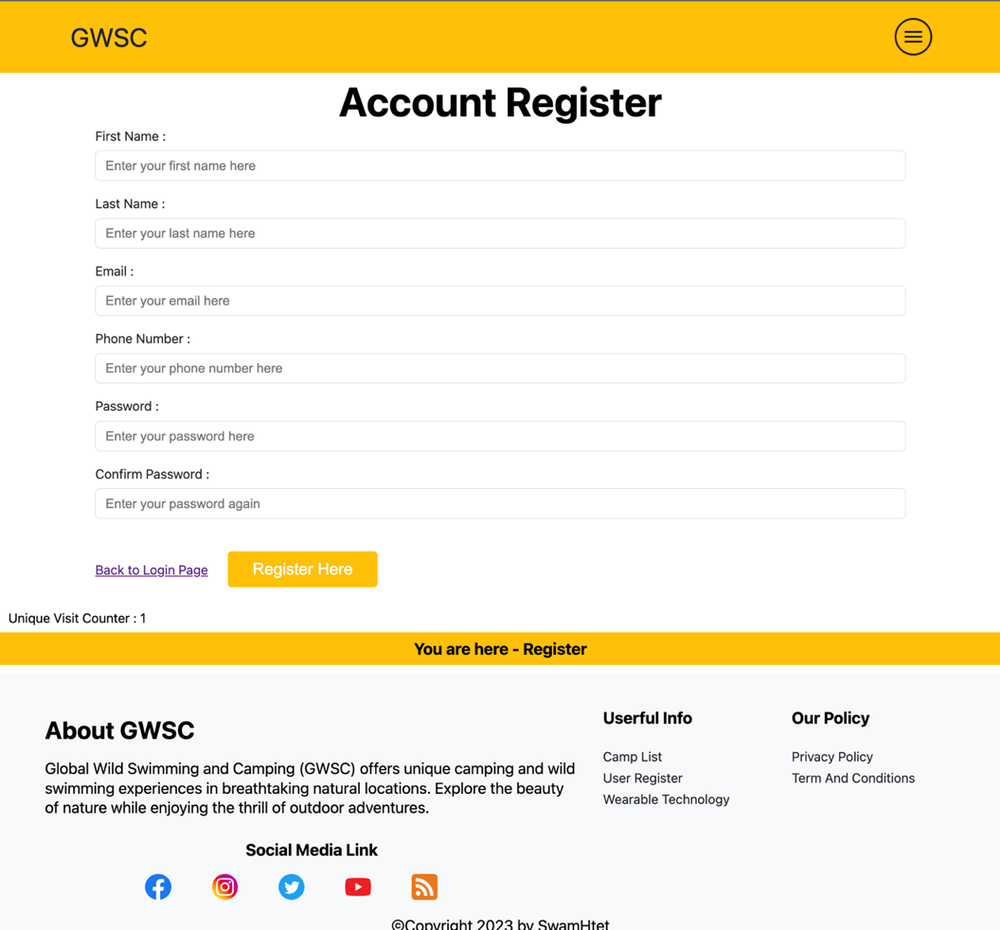 GWSC
Account Register
First Name :
Enter your first name here
Last Name :
Enter your last name here
Email :
Enter your email here
Phone Number :
Enter your phone number here
Password :
Enter your password here
Confirm Password :
Enter your password again
Back to Login Page
Register Here
Unique Visit Counter : 1
You are here - Register
About GWSC
Global Wild Swimming and Camping (GWSC) offers unique camping and wild
swimming experiences in breathtaking natural locations. Explore the beauty
of nature while enjoying the thrill of outdoor adventures.
Userful Info
Camp List
User Register
Wearable Technology
Our Policy
Privacy Policy
Term And Conditions
Social Media Link
©Copyright 2023 by SwamHtet